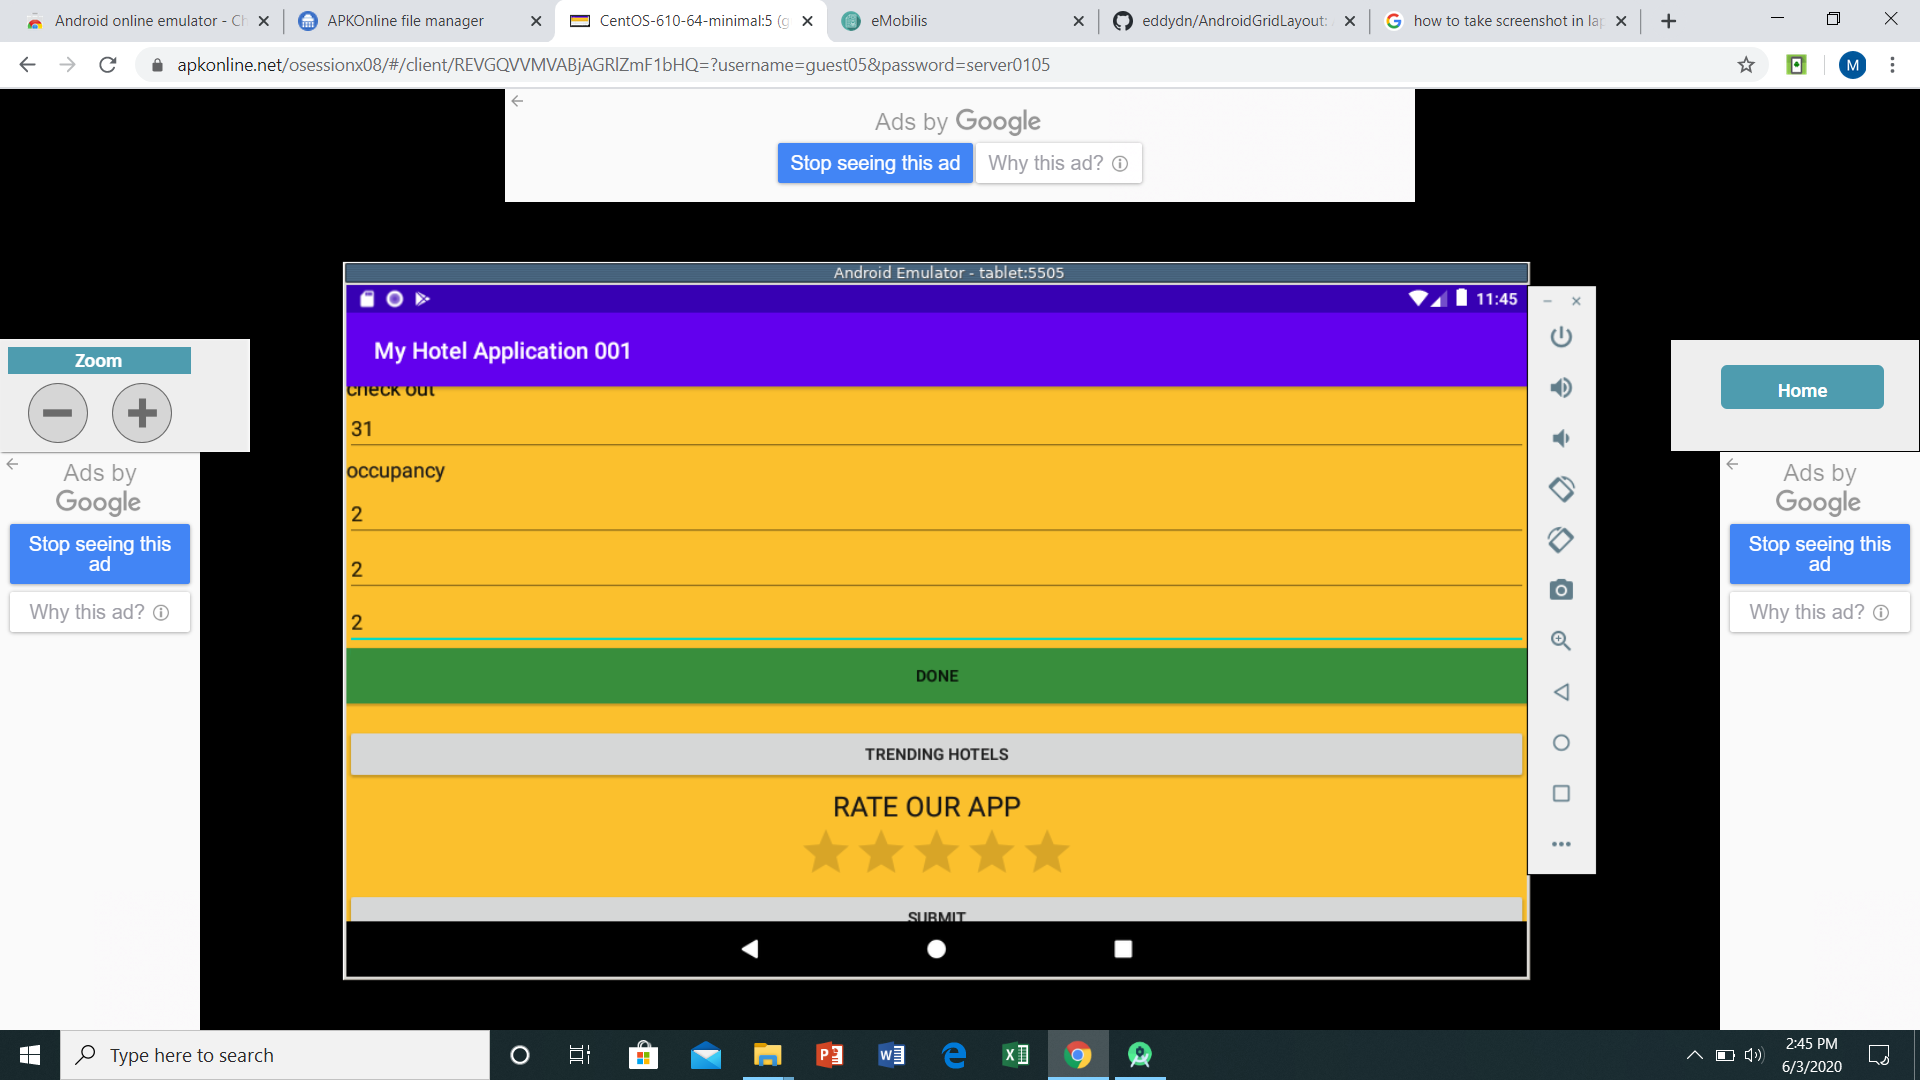 Android online emulator - Ch
APKOnline file manager
CentOS-610-64-minimal:5 (g
eMobilis
eddydn/AndroidGridLayout:
how to take screenshot in lap
apkonline.net/osessionx08/#/client/REVGQVVMVABjAGRlZmF1bHQ=?username=guest05&password=server0105
M
Ads by Google
Stop seeing this ad
Why this ad?
Android Emulator - tablet:5505
11:45
My Hotel Application 001
Zoom
Home
check out
31
occupancy
2
2
2
DONE
TRENDING HOTELS
RATE OUR APP
SUBMIT
Ads by
Google
Stop seeing this
ad
Why this ad?
Ads by
Google
Stop seeing this
ad
Why this ad?
Type here to search
2:45 PM
6/3/2020